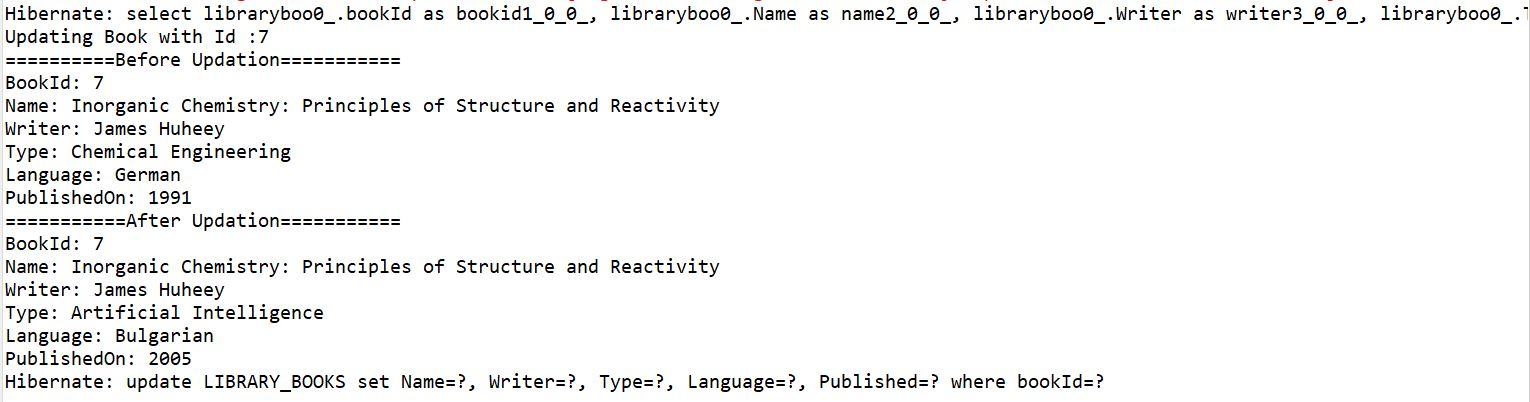 Hibernate: select libraryboo0_.bookId as bookid1_0_0_, libraryboo0_.Name as name2_0_0_, libraryboo0_.Writer as writer3_0_0_, libraryboo0_.
Updating Book with Id :7
==========Before Updation===========
BookId: 7
Name: Inorganic Chemistry: Principles of Structure and Reactivity
Writer: James Huheey
Type: Chemical Engineering
Language: German
PublishedOn: 1991
===========After Updation===========
BookId: 7
Name: Inorganic Chemistry: Principles of Structure and Reactivity
Writer: James Huheey
Type: Artificial Intelligence
Language: Bulgarian
PublishedOn: 2005
Hibernate: update LIBRARY_BOOKS set Name=?, Writer=?, Type=?, Language=?, Published=? where bookId=?